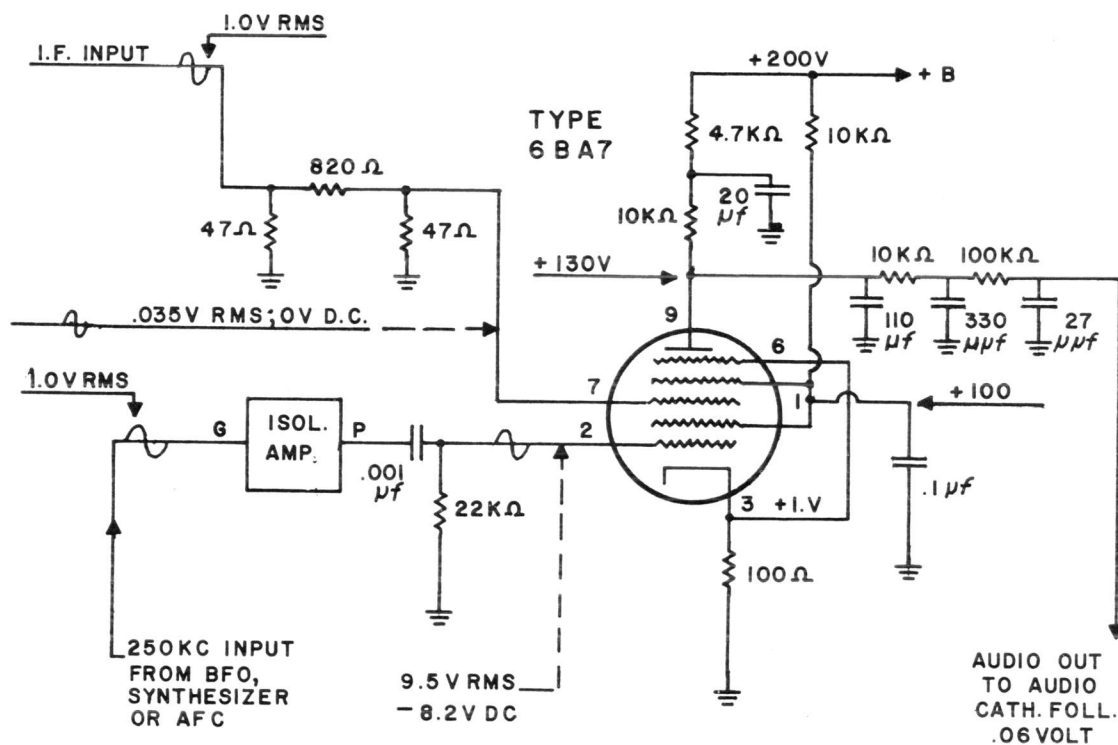 1.0V RMS
I.F. INPUT
+200V
+ B
TYPE
6BA7
4.7KΩ
10KΩ
820Ω
20
μf
47Ω
47Ω
10KΩ
+130V
10KΩ
100KΩ
9
110
μf
330
μμf
27
μμf
.035V RMS; 0V D.C.
6
1.0V RMS
7
1
+100
G
ISOL.
AMP.
P
2
.001
μf
22KΩ
3
+1.V
.1μf
100Ω
250KC INPUT
FROM BFO,
SYNTHESIZER
OR AFC
9.5V RMS
-8.2V DC
AUDIO OUT
TO AUDIO
CATH. FOLL.
.06 VOLT